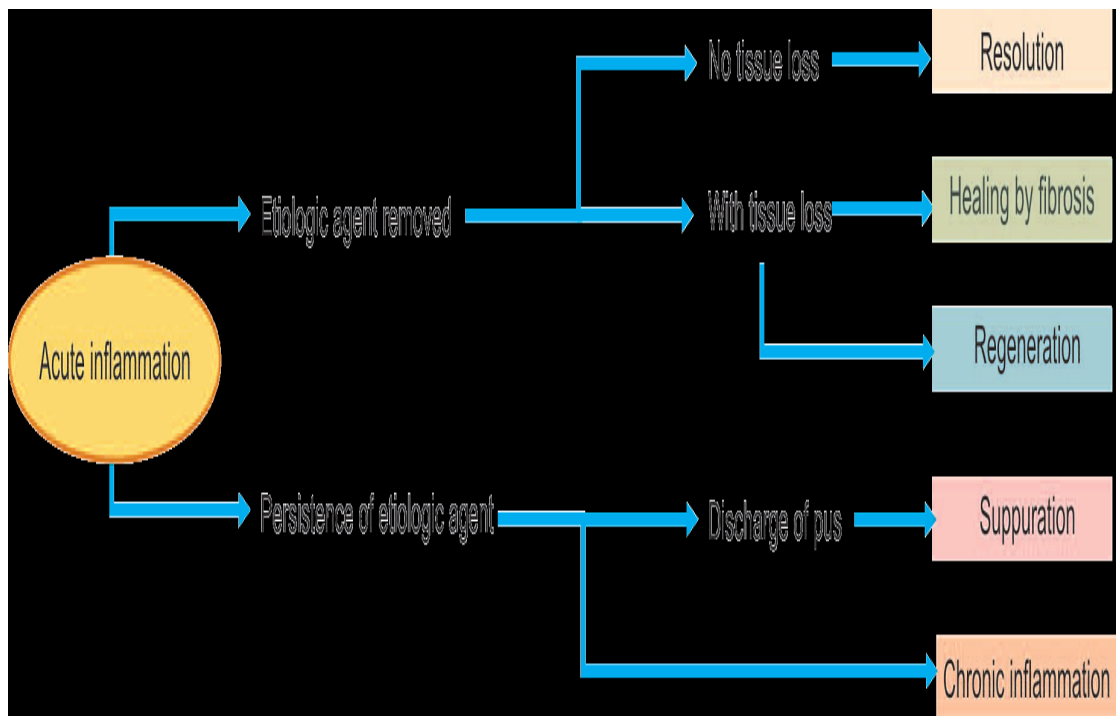 No tissue loss
Resolution
Etiologic agent removed
With tissue loss
Healing by fibrosis
Acute inflammation
Regeneration
Persistence of etiologic agent
Discharge of pus
Suppuration
Chronic inflammation